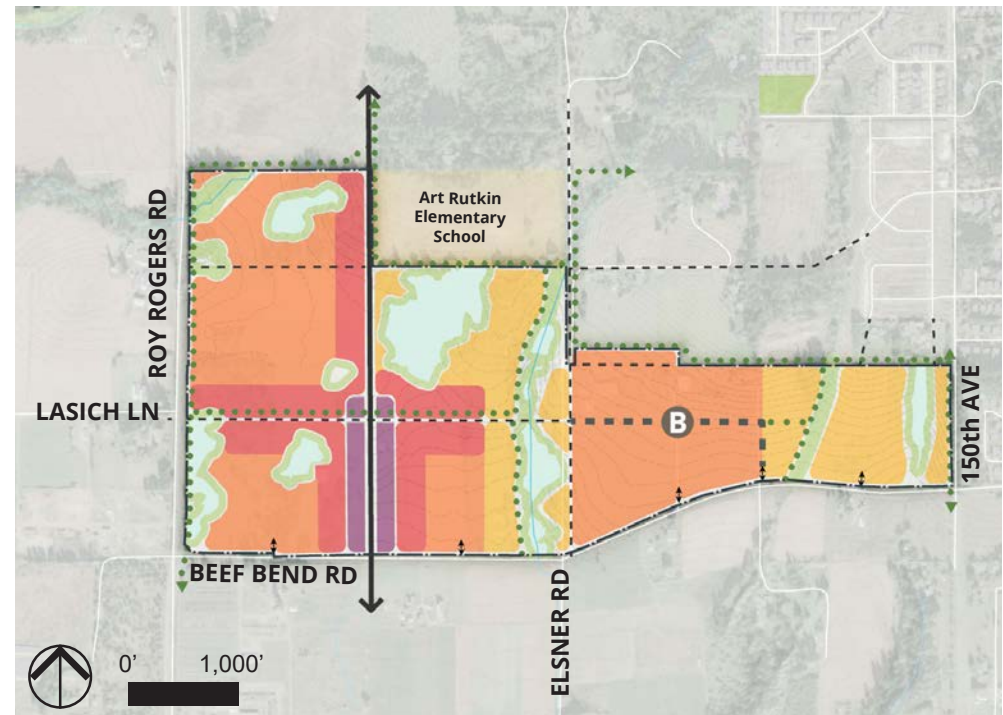 Art Rutkin
Elementary
School
ROY ROGERS RD
LASICH LN
B
150th AVE
BEEF BEND RD
ELSNER RD
0’ 1,000’